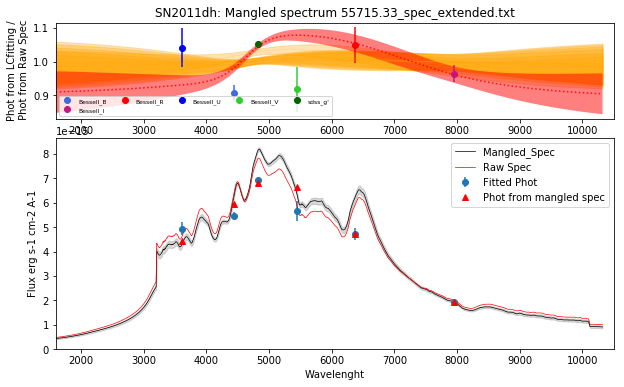 SN2011dh: Mangled spectrum 55715.33_spec_extended.txt
Phot from LCfitting /
Phot from Raw Spec
1.1
1.0
0.9
Bessell_B
Bessell_I
Bessell_R
Bessell_U
Bessell_V
sdss_g'
2000 3000 4000 5000 6000 7000 8000 9000 10000
Flux erg s-1 cm-2 A-1
8
7
6
5
4
3
2
1
0
Mangled_Spec
Raw Spec
Fitted Phot
Phot from mangled spec
2000 3000 4000 5000 6000 7000 8000 9000 10000
Wavelenght